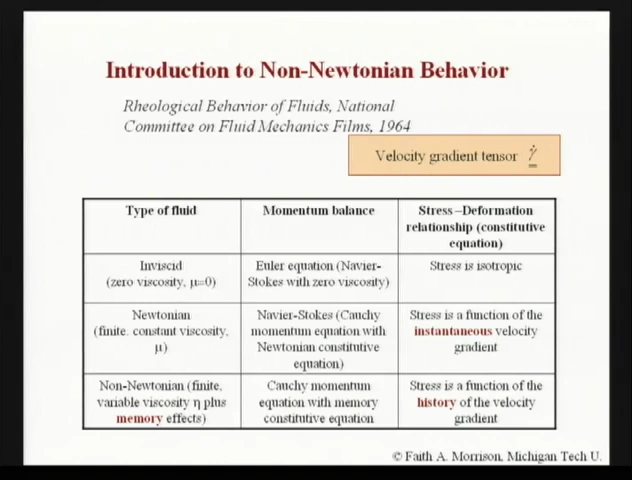 Introduction to Non-Newtonian Behavior
Rheological Behavior of Fluids, National
Committee on Fluid Mechanics Films, 1964
Velocity gradient tensor γ̇
Type of fluid
Momentum balance
Stress –Deformation
relationship (constitutive
equation)
Inviscid
(zero viscosity, μ=0)
Euler equation (Navier-
Stokes with zero viscosity)
Stress is isotropic
Newtonian
(finite. constant viscosity,
μ)
Navier-Stokes (Cauchy
momentum equation with
Newtonian constitutive
equation)
Stress is a function of the
instantaneous velocity
gradient
Non-Newtonian (finite,
variable viscosity η plus
memory effects)
Cauchy momentum
equation with memory
constitutive equation
Stress is a function of the
history of the velocity
gradient
© Faith A. Morrison, Michigan Tech U.